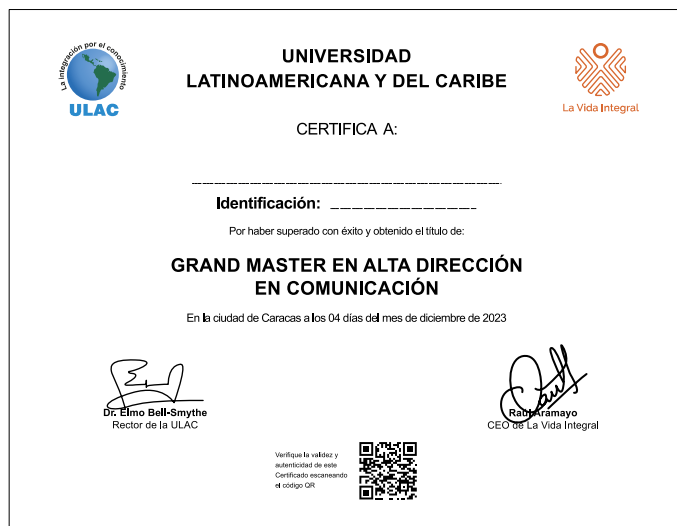 La integración por el conocimiento
ULAC
UNIVERSIDAD
LATINOAMERICANA Y DEL CARIBE
La Vida Integral
CERTIFICA A:
Identificación:
Por haber superado con éxito y obtenido el título de:
GRAND MASTER EN ALTA DIRECCIÓN
EN COMUNICACIÓN
En la ciudad de Caracas a los 04 días del mes de diciembre de 2023
Dr. Elmo Bell-Smythe
Rector de la ULAC
Raúl Aramayo
CEO de La Vida Integral
Verifique la validez y
autenticidad de este
Certificado escaneando
el código QR